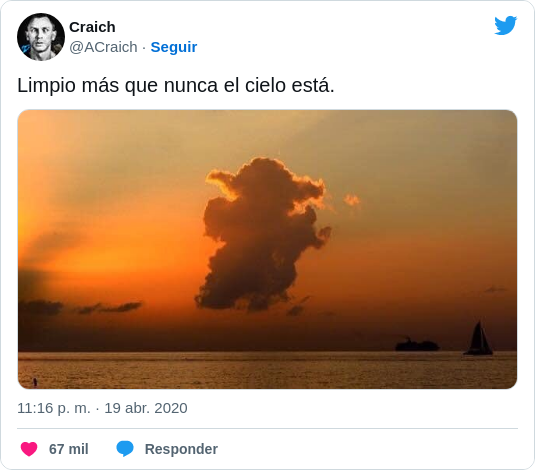 Craich
@ACraich · Seguir
Limpio más que nunca el cielo está.
11:16 p. m. · 19 abr. 2020
67 mil Responder